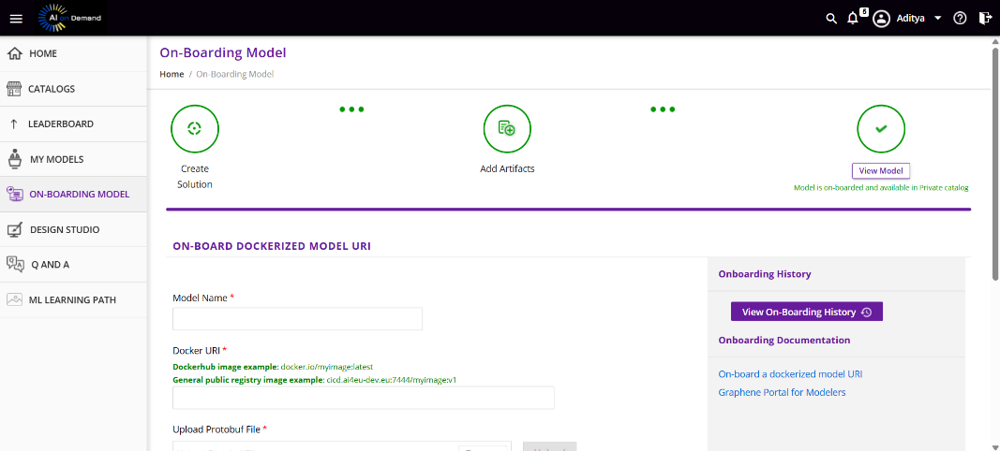 AI on Demand
6
Aditya
HOME
CATALOGS
LEADERBOARD
MY MODELS
ON-BOARDING MODEL
DESIGN STUDIO
Q AND A
ML LEARNING PATH
On-Boarding Model
Home / On-Boarding Model
Create
Solution
Add Artifacts
View Model
Model is on-boarded and available in Private catalog
ON-BOARD DOCKERIZED MODEL URI
Model Name *
Docker URI *
Dockerhub image example: docker.io/myimage:latest
General public registry image example: cicd.ai4eu-dev.eu:7444/myimage:v1
Upload Protobuf File *
Onboarding History
View On-Boarding History
Onboarding Documentation
On-board a dockerized model URI
Graphene Portal for Modelers